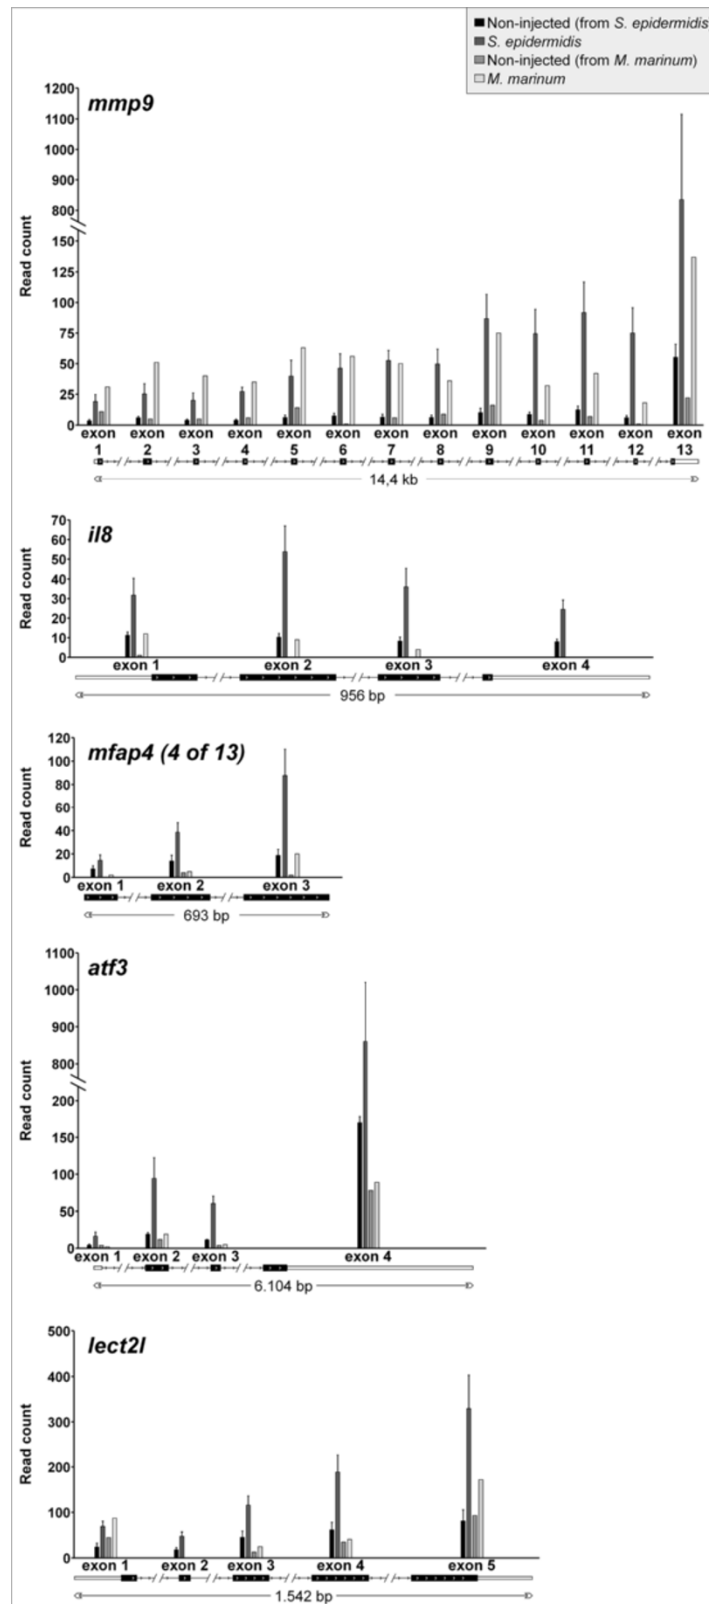 Non-injected (from S. epidermidis
S. epidermidis
Non-injected (from M. marinum)
M. marinum
mmp9
Read count
1200
1100
1000
900
800
150
125
100
75
50
25
0
exon exon exon exon exon exon exon exon exon exon exon exon exon
1 2 3 4 5 6 7 8 9 10 11 12 13
14,4 kb
il8
Read count
70
60
50
40
30
20
10
0
exon 1 exon 2 exon 3 exon 4
956 bp
mfap4 (4 of 13)
Read count
120
100
80
60
40
20
0
exon 1 exon 2 exon 3
693 bp
atf3
Read count
1100
1000
900
800
200
150
100
50
0
exon 1 exon 2 exon 3 exon 4
6.104 bp
lect2l
Read count
500
400
300
200
100
0
exon 1 exon 2 exon 3 exon 4 exon 5
1.542 bp